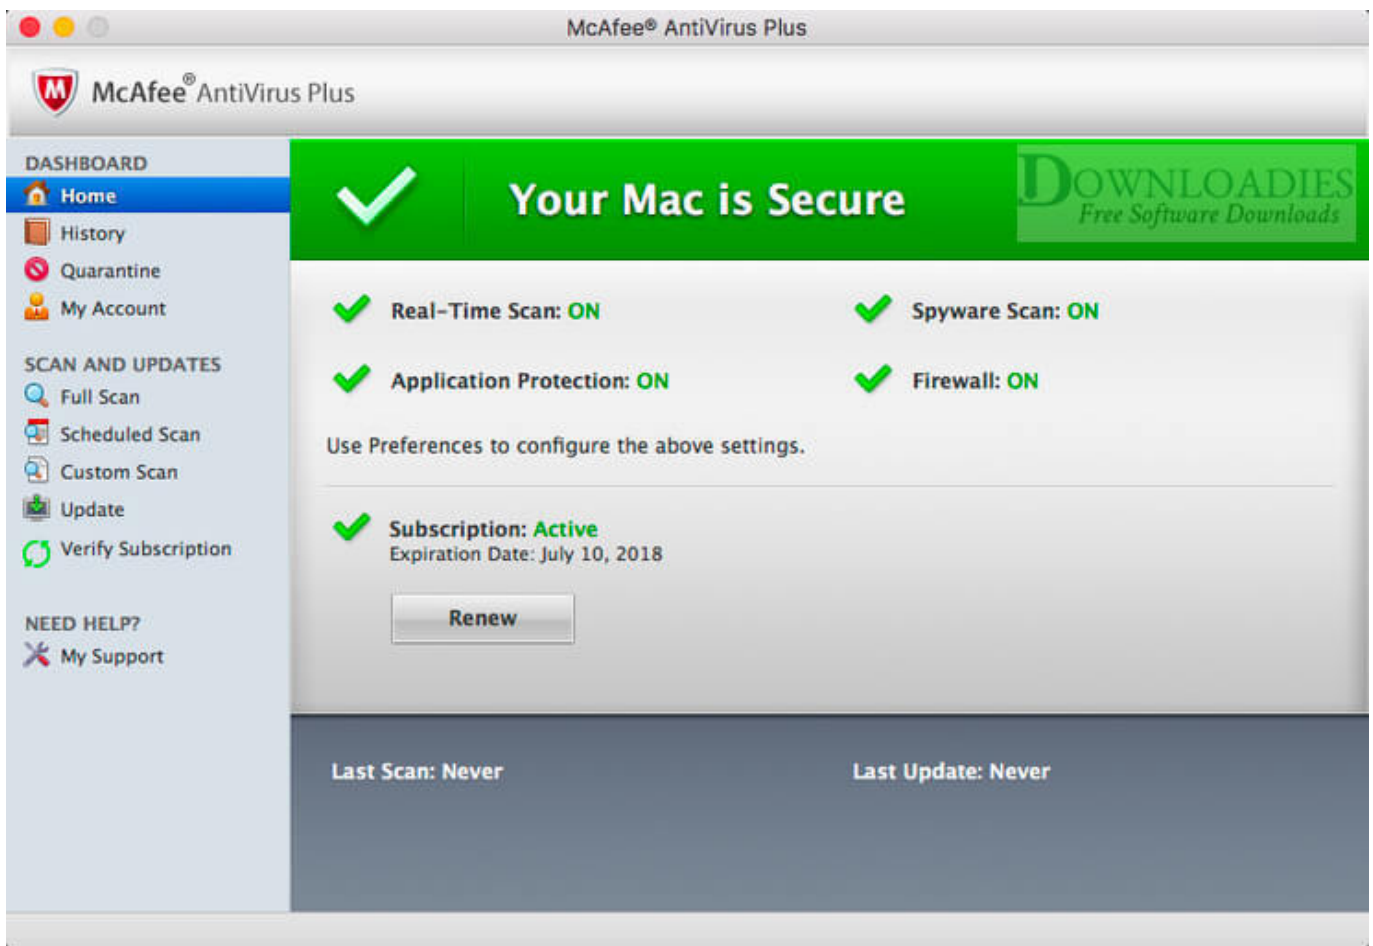 McAfee® AntiVirus Plus
M McAfee® AntiVirus Plus
DASHBOARD
Home
History
Quarantine
My Account
SCAN AND UPDATES
Full Scan
Scheduled Scan
Custom Scan
Update
Verify Subscription
NEED HELP?
My Support
Your Mac is Secure
DOWNLOADIES
Free Software Downloads
Real-Time Scan: ON
Spyware Scan: ON
Application Protection: ON
Firewall: ON
Use Preferences to configure the above settings.
Subscription: Active
Expiration Date: July 10, 2018
Renew
Last Scan: Never
Last Update: Never